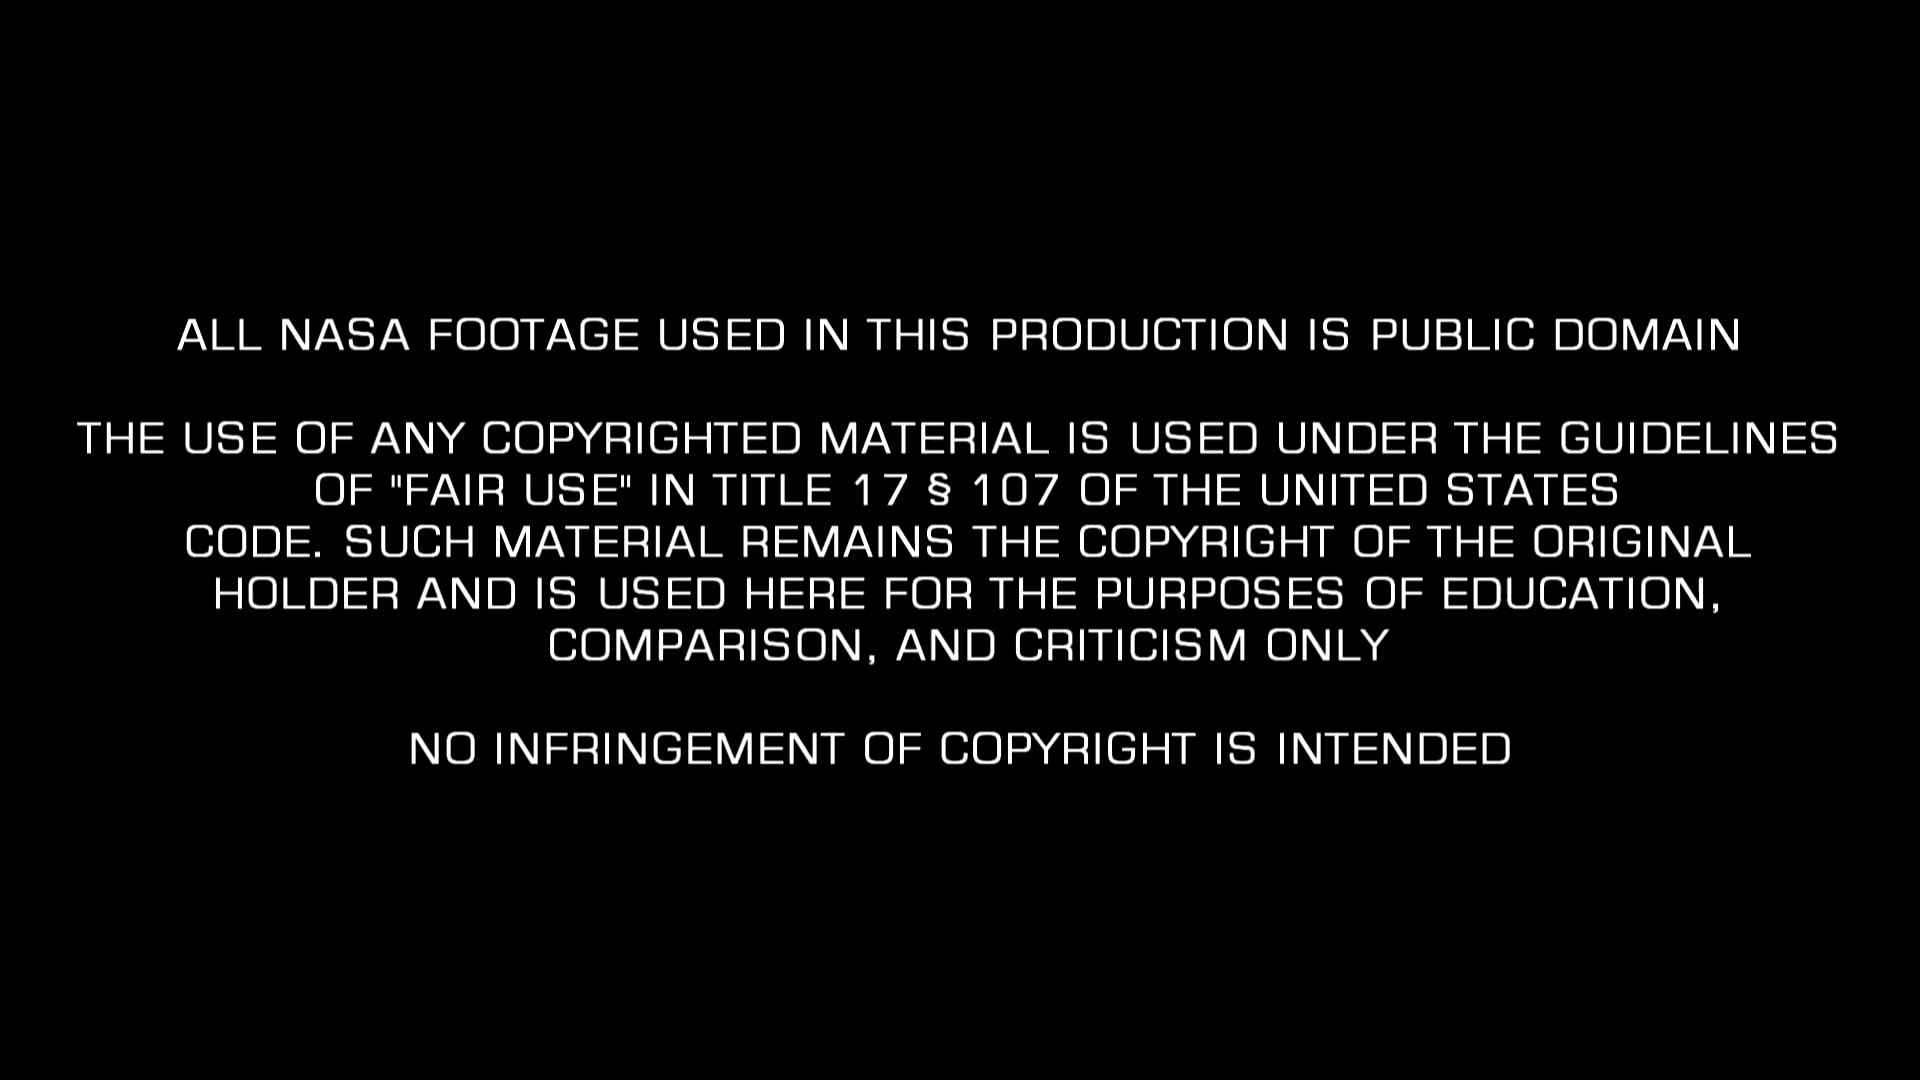 ALL NASA FOOTAGE USED IN THIS PRODUCTION IS PUBLIC DOMAIN
THE USE OF ANY COPYRIGHTED MATERIAL IS USED UNDER THE GUIDELINES
OF "FAIR USE" IN TITLE 17 § 107 OF THE UNITED STATES
CODE. SUCH MATERIAL REMAINS THE COPYRIGHT OF THE ORIGINAL
HOLDER AND IS USED HERE FOR THE PURPOSES OF EDUCATION,
COMPARISON, AND CRITICISM ONLY
NO INFRINGEMENT OF COPYRIGHT IS INTENDED